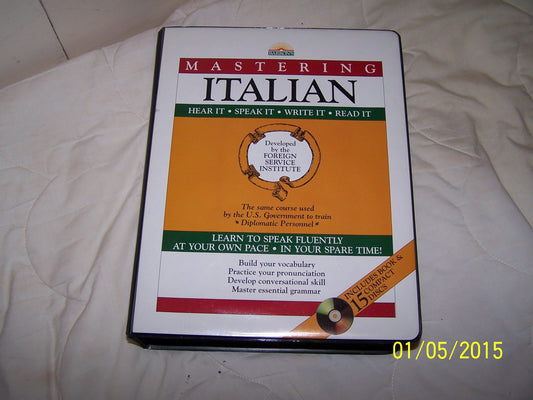 BARRON'S
MASTERING
ITALIAN
HEAR IT • SPEAK IT • WRITE IT • READ IT
Developed
by the
FOREIGN
SERVICE
INSTITUTE
The same course used
by the U.S. Government to train
• Diplomatic Personnel •
LEARN TO SPEAK FLUENTLY
AT YOUR OWN PACE • IN YOUR SPARE TIME!
Build your vocabulary
Practice your pronunciation
Develop conversational skill
Master essential grammar
INCLUDES BOOK &
15 COMPACT
DISCS
01/05/2015